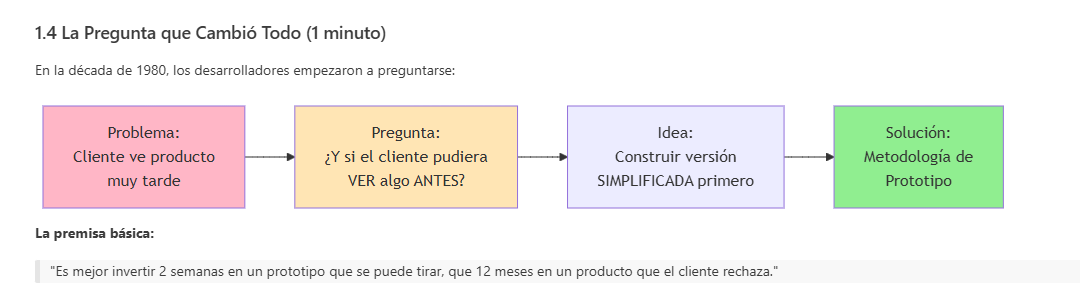 1.4 La Pregunta que Cambió Todo (1 minuto)
En la década de 1980, los desarrolladores empezaron a preguntarse:
Problema:
Cliente ve producto
muy tarde
Pregunta:
¿Y si el cliente pudiera
VER algo ANTES?
Idea:
Construir versión
SIMPLIFICADA primero
Solución:
Metodología de
Prototipo
La premisa básica:
"Es mejor invertir 2 semanas en un prototipo que se puede tirar, que 12 meses en un producto que el cliente rechaza."